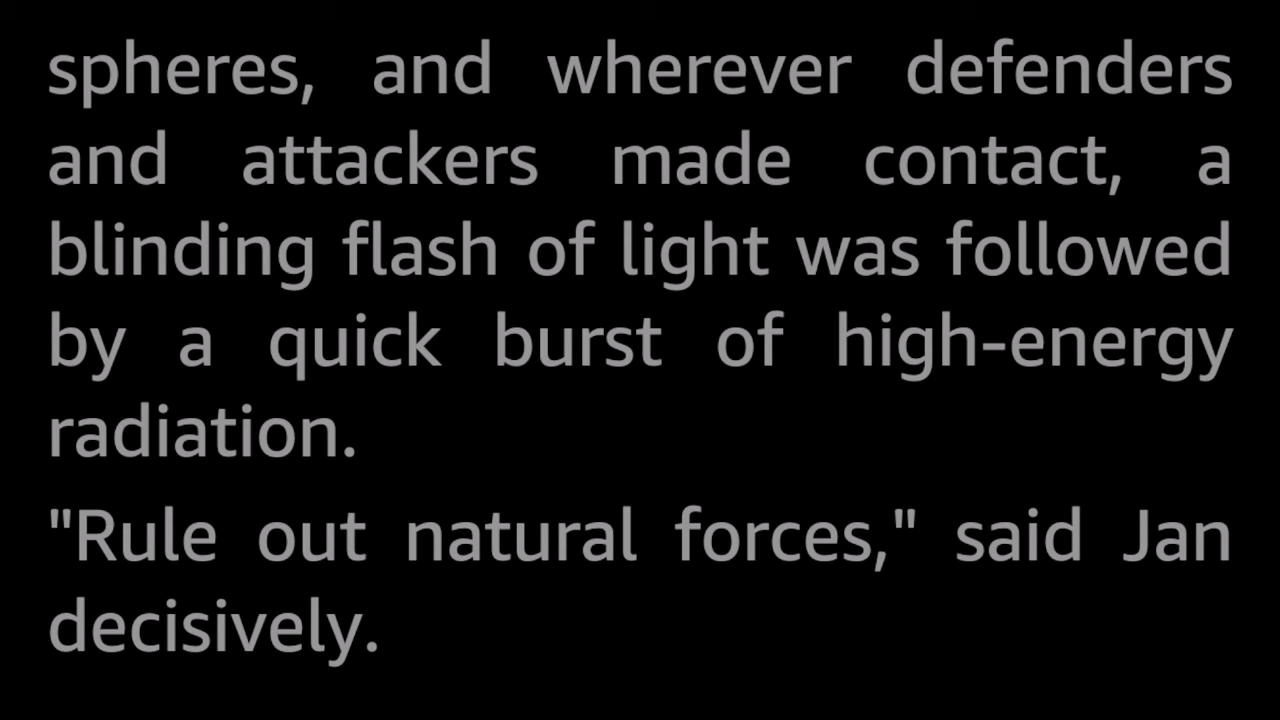 spheres, and wherever defenders
and attackers made contact, a
blinding flash of light was followed
by a quick burst of high-energy
radiation.
"Rule out natural forces," said Jan
decisively.